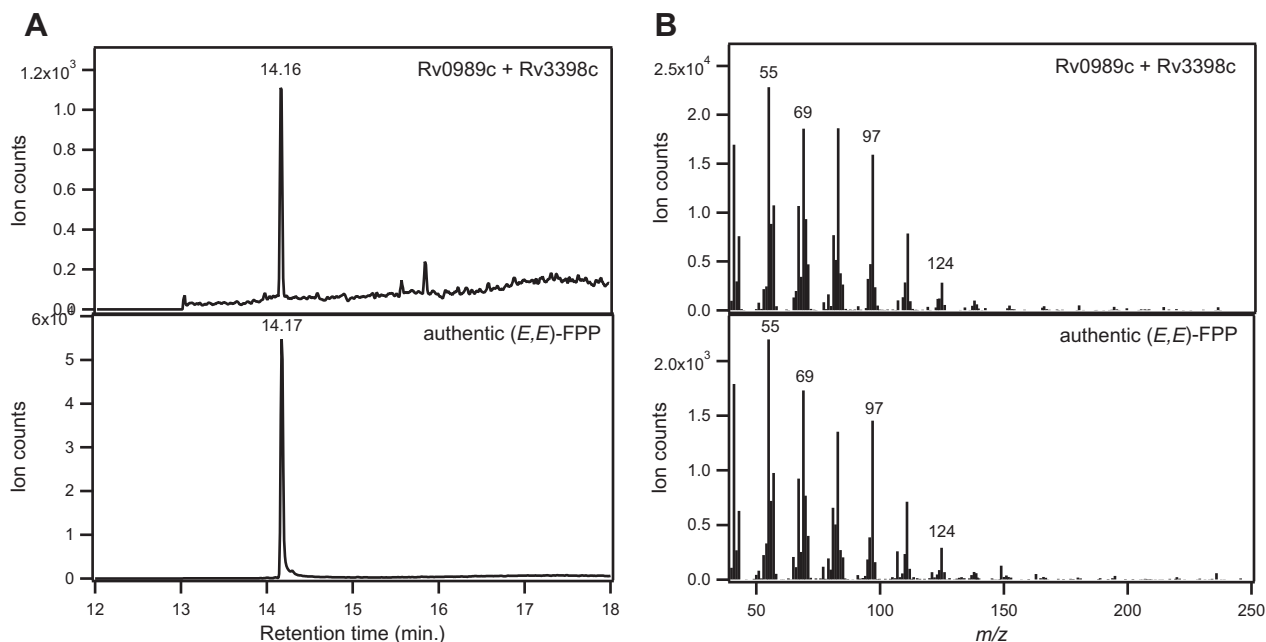 A
1.2x10³
1.0
0.8
0.6
0.4
0.2
0.0
Ion counts
14.16
Rv0989c + Rv3398c
6x10
5
4
3
2
1
0
Ion counts
14.17
authentic (E,E)-FPP
12
13
14
15
16
17
18
Retention time (min.)
B
2.5x10⁴
2.0
1.5
1.0
0.5
0.0
Ion counts
55
69
97
124
Rv0989c + Rv3398c
2.0x10³
1.5
1.0
0.5
0.0
Ion counts
55
69
97
124
authentic (E,E)-FPP
50
100
150
200
250
m/z